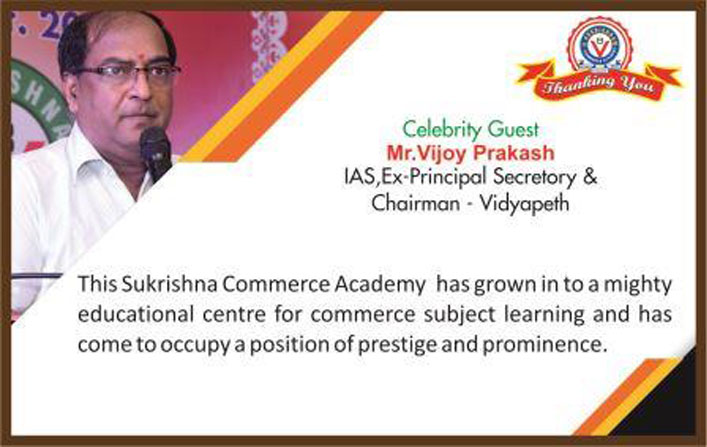 T. 20
SHNA
Thanking You
Celebrity Guest
Mr.Vijoy Prakash
IAS,Ex-Principal Secretory &
Chairman - Vidyapeth
This Sukrishna Commerce Academy has grown in to a mighty
educational centre for commerce subject learning and has
come to occupy a position of prestige and prominence.